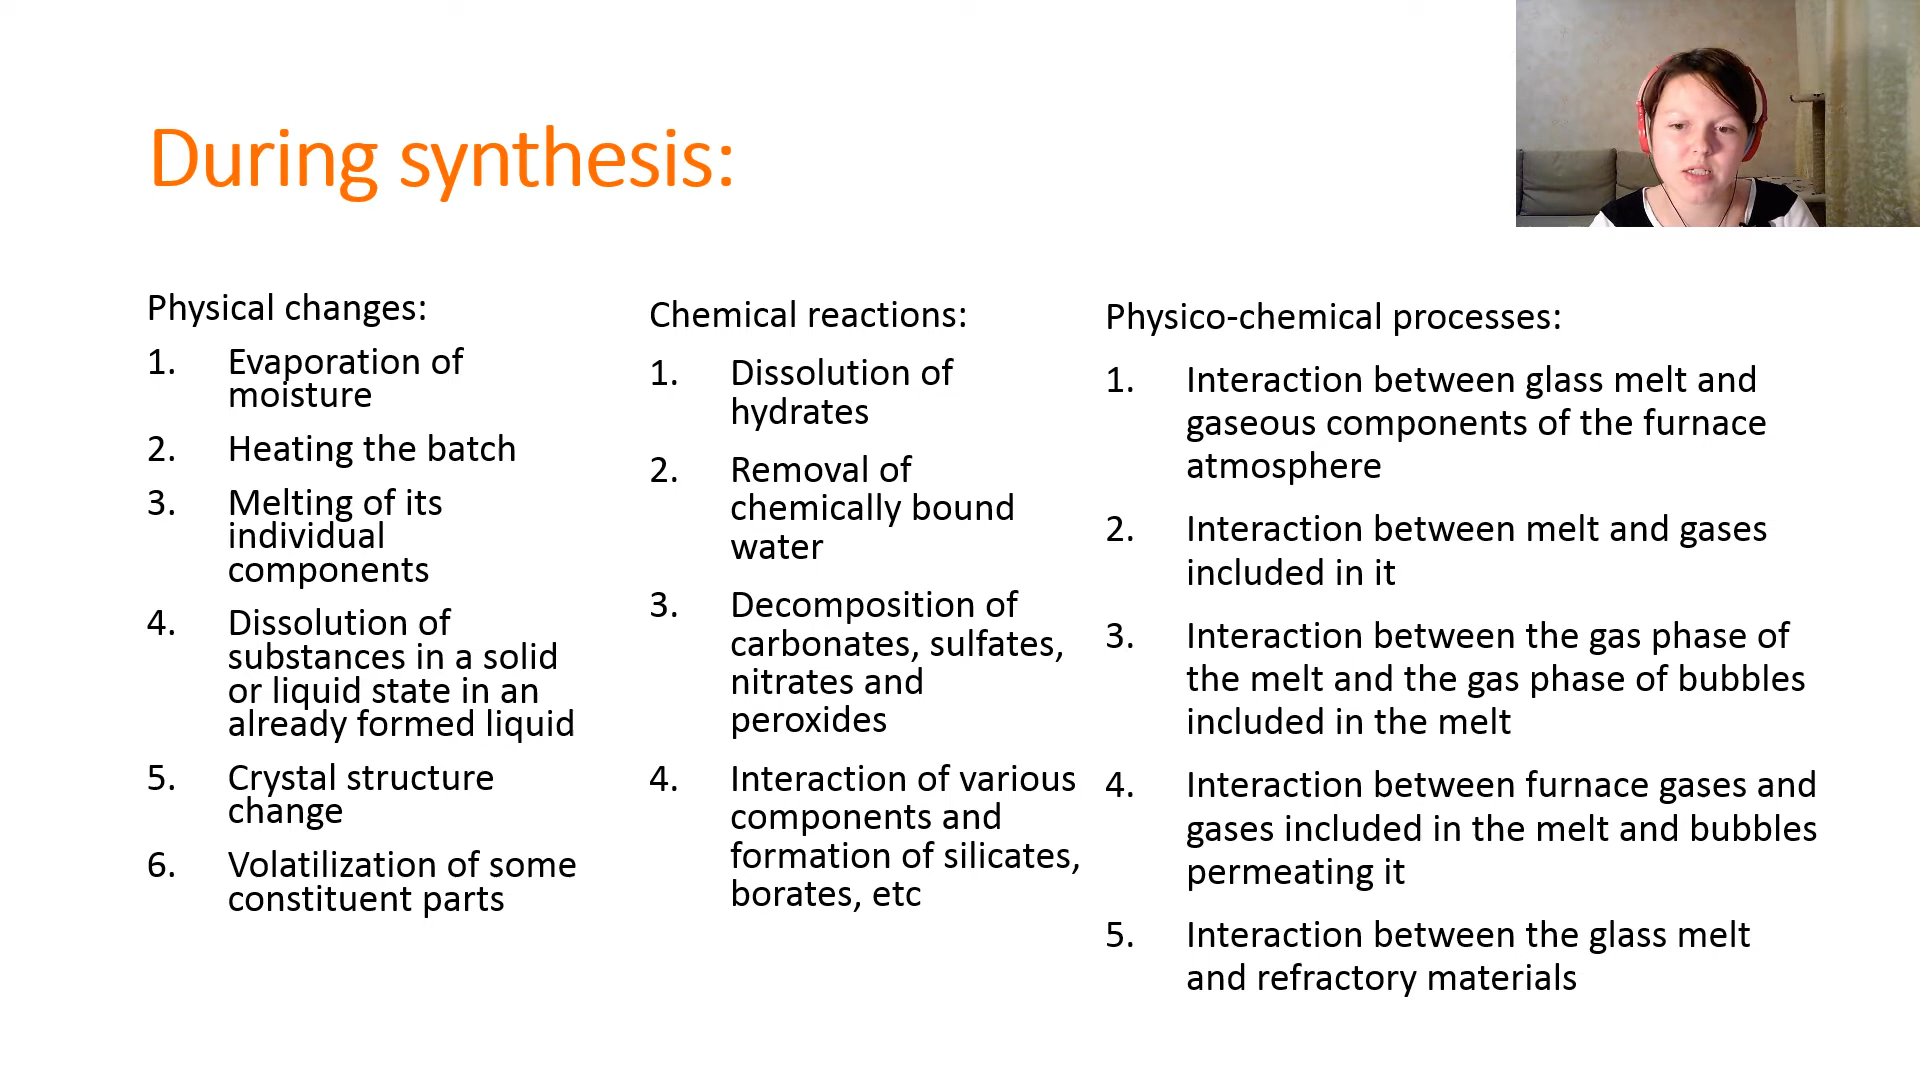 During synthesis:
Physical changes:
1. Evaporation of
moisture
2. Heating the batch
3. Melting of its
individual
components
4. Dissolution of
substances in a solid
or liquid state in an
already formed liquid
5. Crystal structure
change
6. Volatilization of some
constituent parts
Chemical reactions:
1. Dissolution of
hydrates
2. Removal of
chemically bound
water
3. Decomposition of
carbonates, sulfates,
nitrates and
peroxides
4. Interaction of various
components and
formation of silicates,
borates, etc
Physico-chemical processes:
1. Interaction between glass melt and
gaseous components of the furnace
atmosphere
2. Interaction between melt and gases
included in it
3. Interaction between the gas phase of
the melt and the gas phase of bubbles
included in the melt
4. Interaction between furnace gases and
gases included in the melt and bubbles
permeating it
5. Interaction between the glass melt
and refractory materials